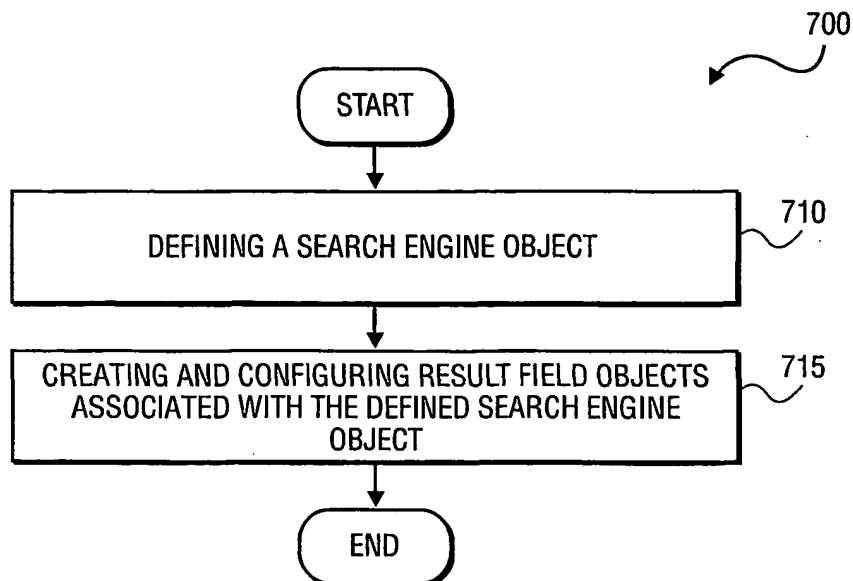 700
START
DEFINING A SEARCH ENGINE OBJECT
710
CREATING AND CONFIGURING RESULT FIELD OBJECTS
ASSOCIATED WITH THE DEFINED SEARCH ENGINE
OBJECT
715
END